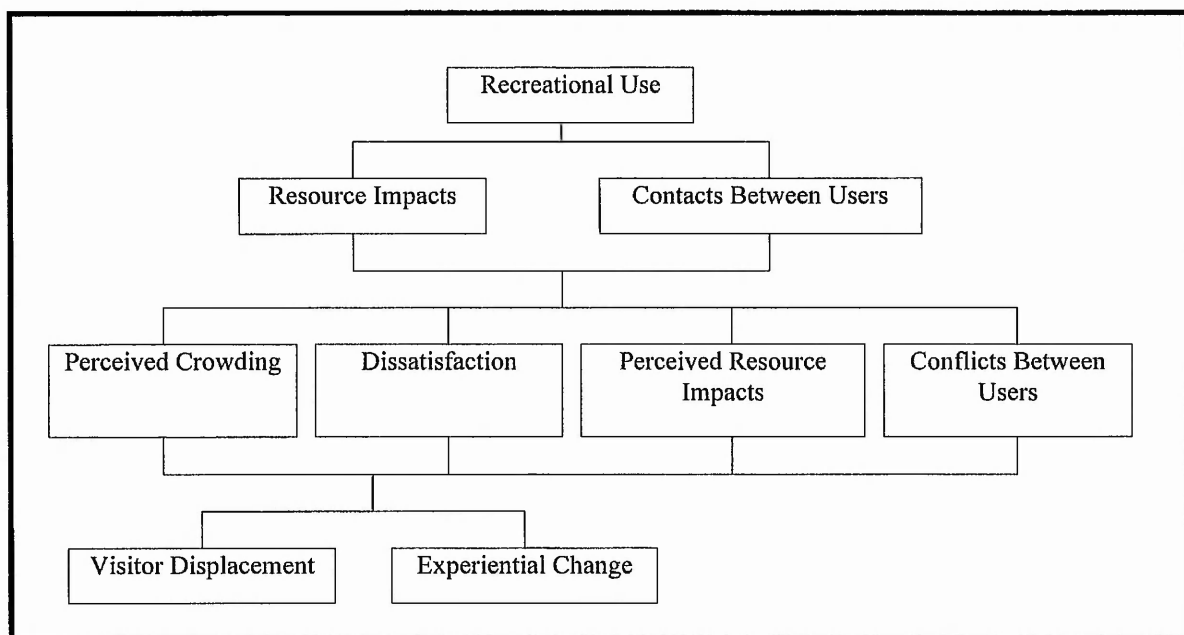 Recreational Use
Resource Impacts
Contacts Between Users
Perceived Crowding
Dissatisfaction
Perceived Resource
Impacts
Conflicts Between
Users
Visitor Displacement
Experiential Change